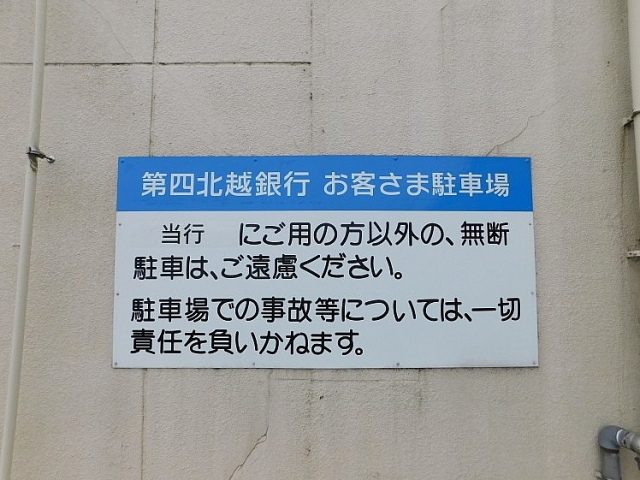 第四北越銀行 お客さま駐車場
当行 にご用の方以外の、無断
駐車は、ご遠慮ください。
駐車場での事故等については、一切
責任を負いかねます。